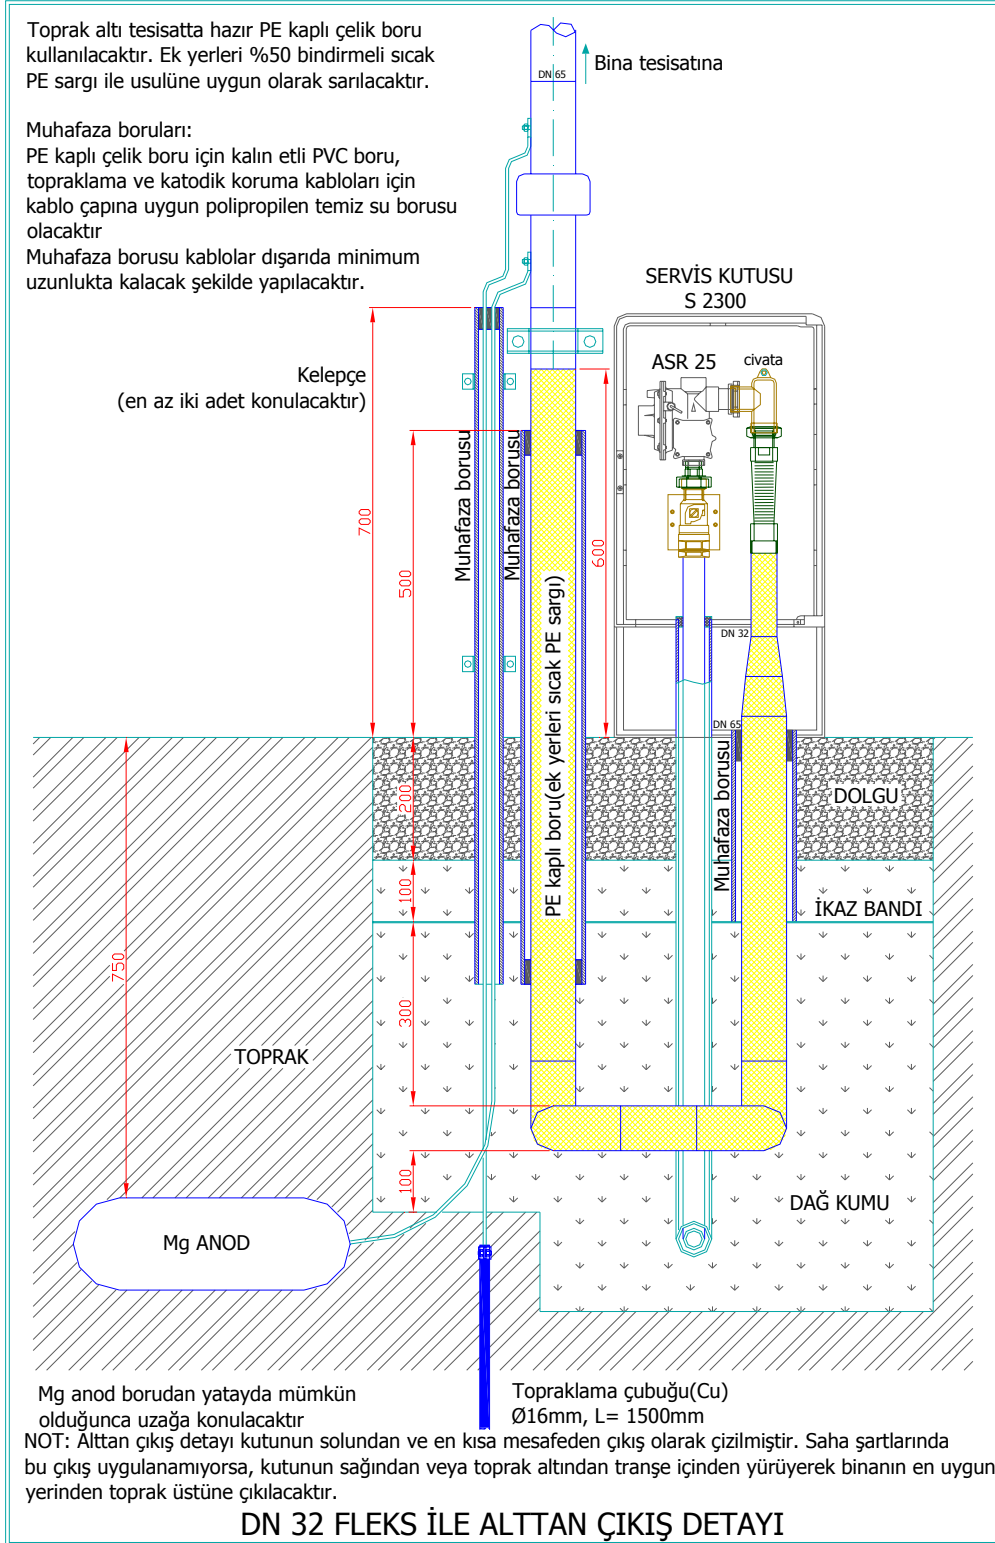 Toprak altı tesisatta hazır PE kaplı çelik boru
kullanılacaktır. Ek yerleri %50 bindirmeli sıcak
PE sargı ile usulüne uygun olarak sarılacaktır.
Muhafaza boruları:
PE kaplı çelik boru için kalın etli PVC boru,
topraklama ve katodik koruma kabloları için
kablo çapına uygun polipropilen temiz su borusu
olacaktır
Muhafaza borusu kablolar dışarıda minimum
uzunlukta kalacak şekilde yapılacaktır.
DN 65
Bina tesisatına
SERVİS KUTUSU
S 2300
ASR 25
civata
Kelepçe
(en az iki adet konulacaktır)
Muhafaza borusu
Muhafaza borusu
700
500
600
PE kaplı boru(ek yerleri sıcak PE sargı)
DN 32
DN 65
Muhafaza borusu
200
DOLGU
100
İKAZ BANDI
750
300
TOPRAK
100
DAĞ KUMU
Mg ANOD
Mg anod borudan yatayda mümkün
olduğunca uzağa konulacaktır
Topraklama çubuğu(Cu)
Ø16mm, L= 1500mm
NOT: Alttan çıkış detayı kutunun solundan ve en kısa mesafeden çıkış olarak çizilmiştir. Saha şartlarında
bu çıkış uygulanamıyorsa, kutunun sağından veya toprak altından tranşe içinden yürüyerek binanın en uygun
yerinden toprak üstüne çıkılacaktır.
DN 32 FLEKS İLE ALTTAN ÇIKIŞ DETAYI